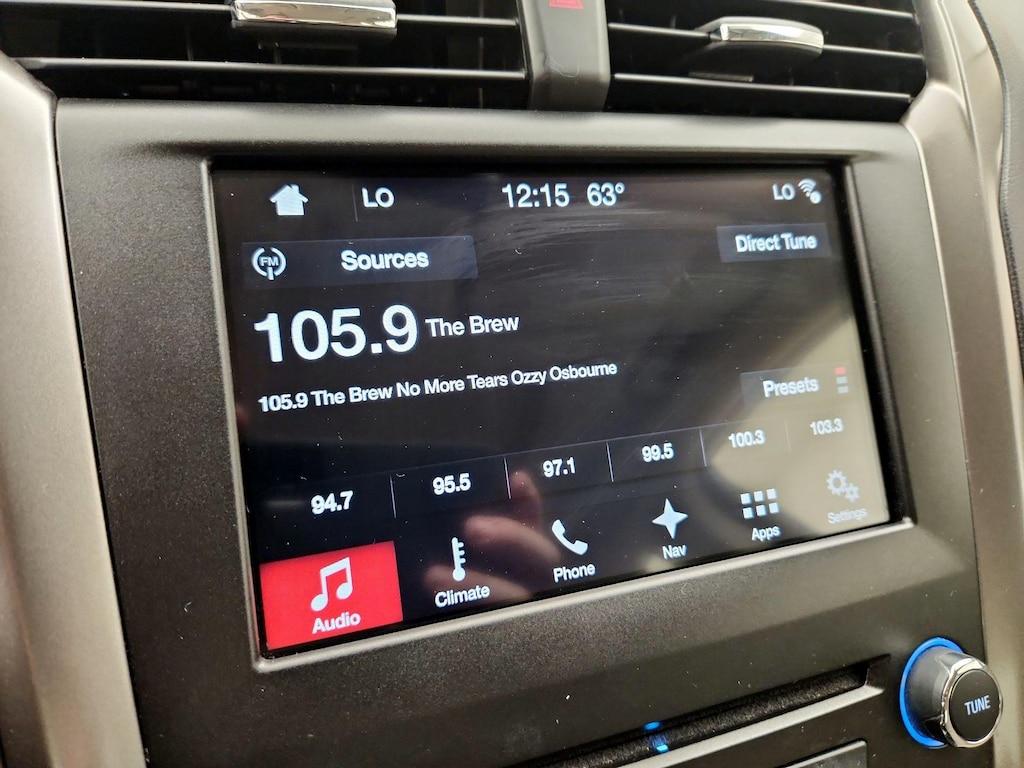 LO 12:15 63° LO
FM Sources Direct Tune
105.9 The Brew
105.9 The Brew No More Tears Ozzy Osbourne
Presets
94.7 95.5 97.1 99.5 100.3 103.3
Audio Climate Phone Nav Apps Settings
TUNE